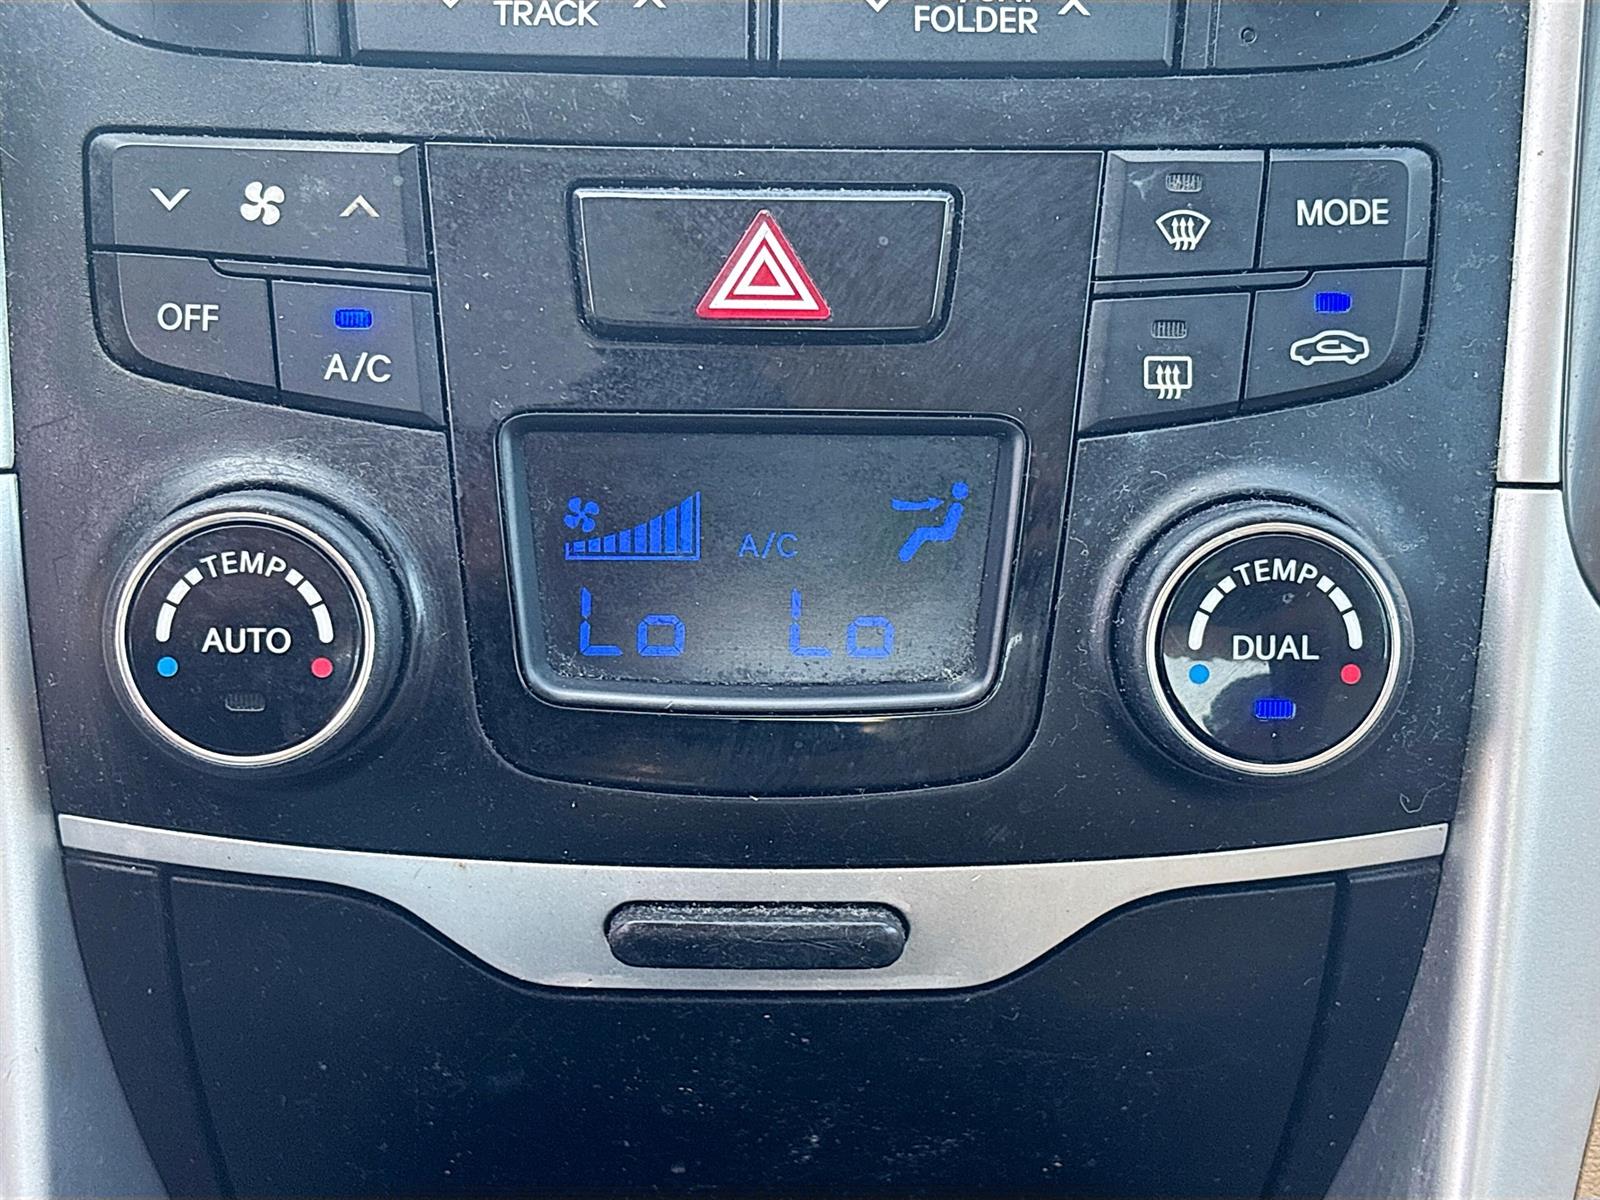 TRACK
FOLDER
MODE
OFF
A/C
A/C
Lo Lo
TEMP
AUTO
TEMP
DUAL